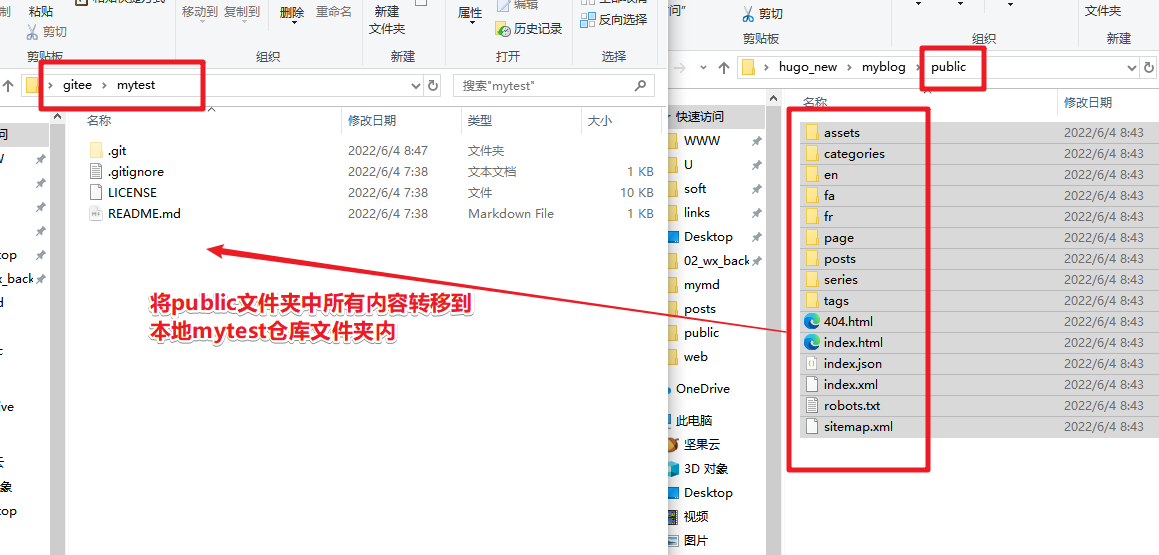 制
粘贴
剪切
剪贴板
移动到
复制到
删除
重命名
组织
新建
文件夹
新建
属性
编辑
历史记录
打开
反向选择
选择
gitee
mytest
搜索"mytest"
名称
修改日期
类型
大小
.git
2022/6/4 8:47
文件夹
.gitignore
2022/6/4 7:38
文本文档
1 KB
LICENSE
2022/6/4 7:38
文件
10 KB
README.md
2022/6/4 7:38
Markdown File
1 KB
将public文件夹中所有内容转移到
本地mytest仓库文件夹内
剪切
剪贴板
组织
文件夹
新建
hugo_new
myblog
public
快速访问
WWW
U
soft
links
Desktop
02_wx_back
mymd
posts
public
web
OneDrive
此电脑
坚果云
3D 对象
Desktop
视频
图片
名称
修改日期
assets
2022/6/4 8:43
categories
2022/6/4 8:43
en
2022/6/4 8:43
fa
2022/6/4 8:43
fr
2022/6/4 8:43
page
2022/6/4 8:43
posts
2022/6/4 8:43
series
2022/6/4 8:43
tags
2022/6/4 8:43
404.html
2022/6/4 8:43
index.html
2022/6/4 8:43
index.json
2022/6/4 8:43
index.xml
2022/6/4 8:43
robots.txt
2022/6/4 8:43
sitemap.xml
2022/6/4 8:43